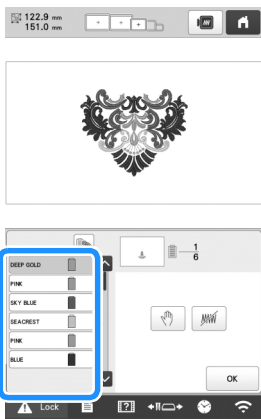 122.9 mm
151.0 mm
DEEP GOLD
1
6
PINK
SKY BLUE
SEACREST
PINK
BLUE
OK
Lock